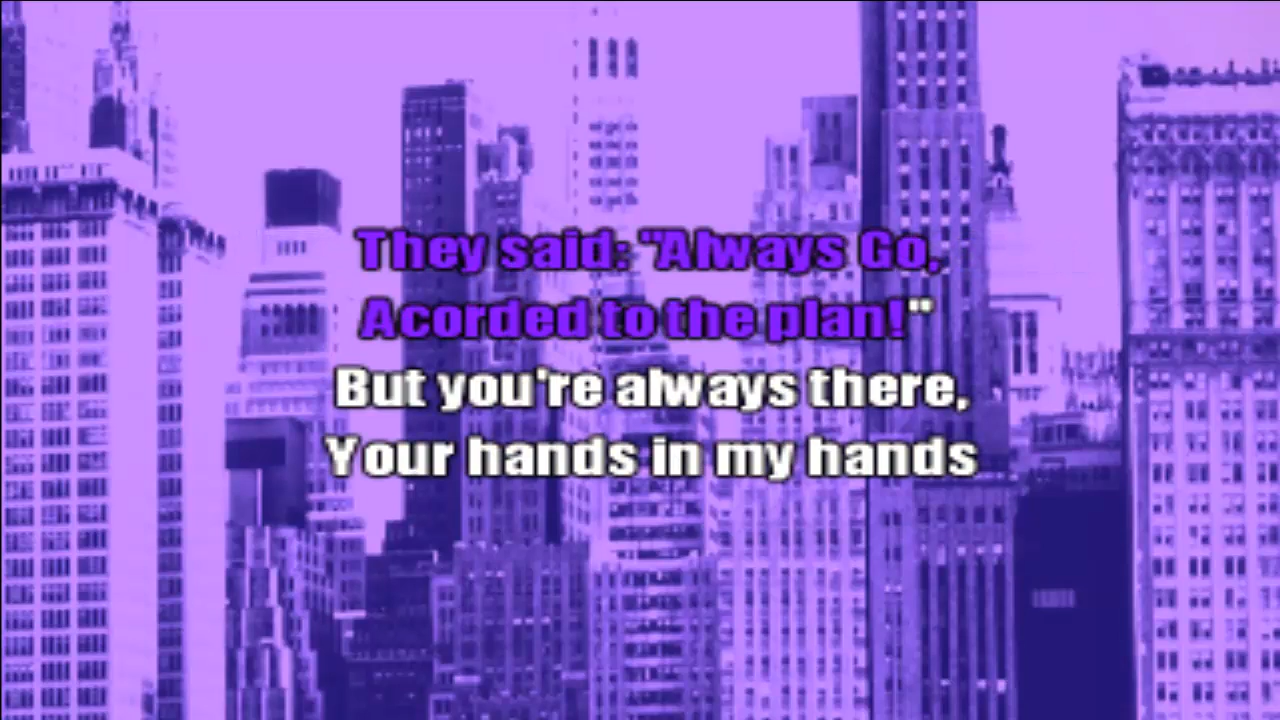 They said: "Always Go,
Acorded to the plan!"
But you're always there,
Your hands in my hands